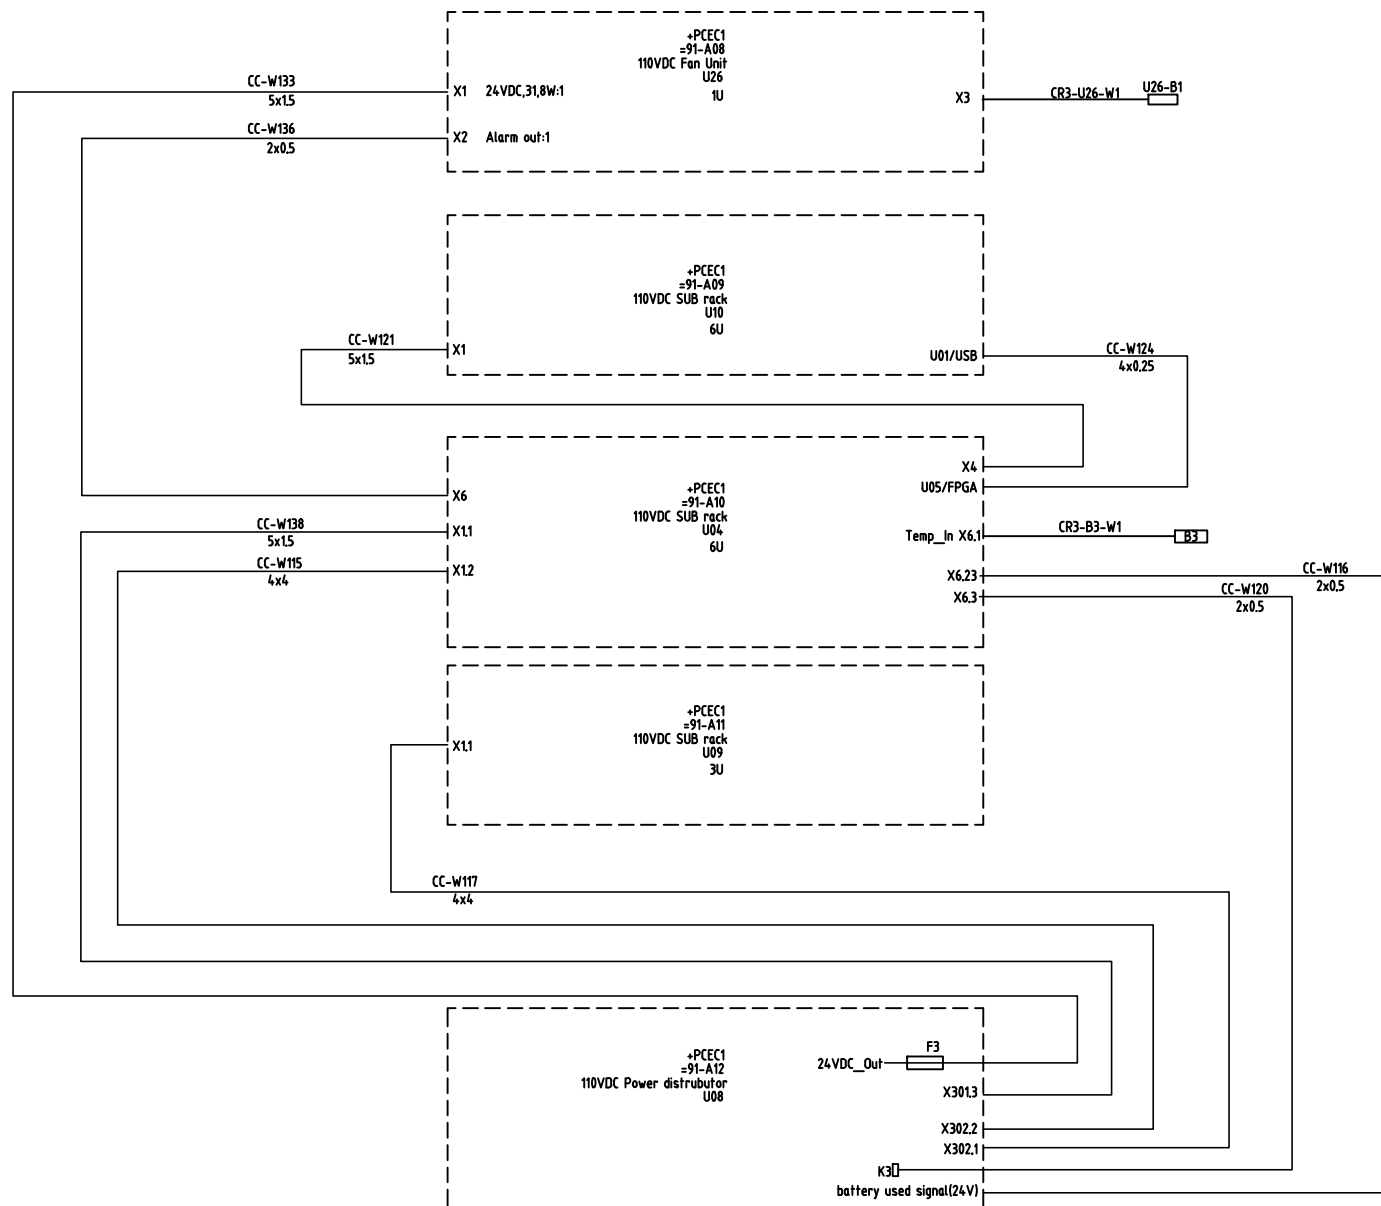 +PCEC1
=91-A08
110VDC Fan Unit
U26
1U
CC-W133
5x1,5
X1 24VDC,31,8W:1
X3
CR3-U26-W1
U26-B1
CC-W136
2x0,5
X2 Alarm out:1
+PCEC1
=91-A09
110VDC SUB rack
U10
6U
CC-W121
5x1,5
X1
U01/USB
CC-W124
4x0,25
+PCEC1
=91-A10
110VDC SUB rack
U04
6U
X4
U05/FPGA
X6
CC-W138
5x1,5
X1,1
Temp_In X6,1
CR3-B3-W1
B3
CC-W115
4x4
X1,2
X6,23
CC-W116
2x0,5
X6,3
CC-W120
2x0,5
+PCEC1
=91-A11
110VDC SUB rack
U09
3U
X1,1
CC-W117
4x4
+PCEC1
=91-A12
110VDC Power distrubutor
U08
24VDC_Out
F3
X301,3
X302,2
X302,1
K3
battery used signal(24V)